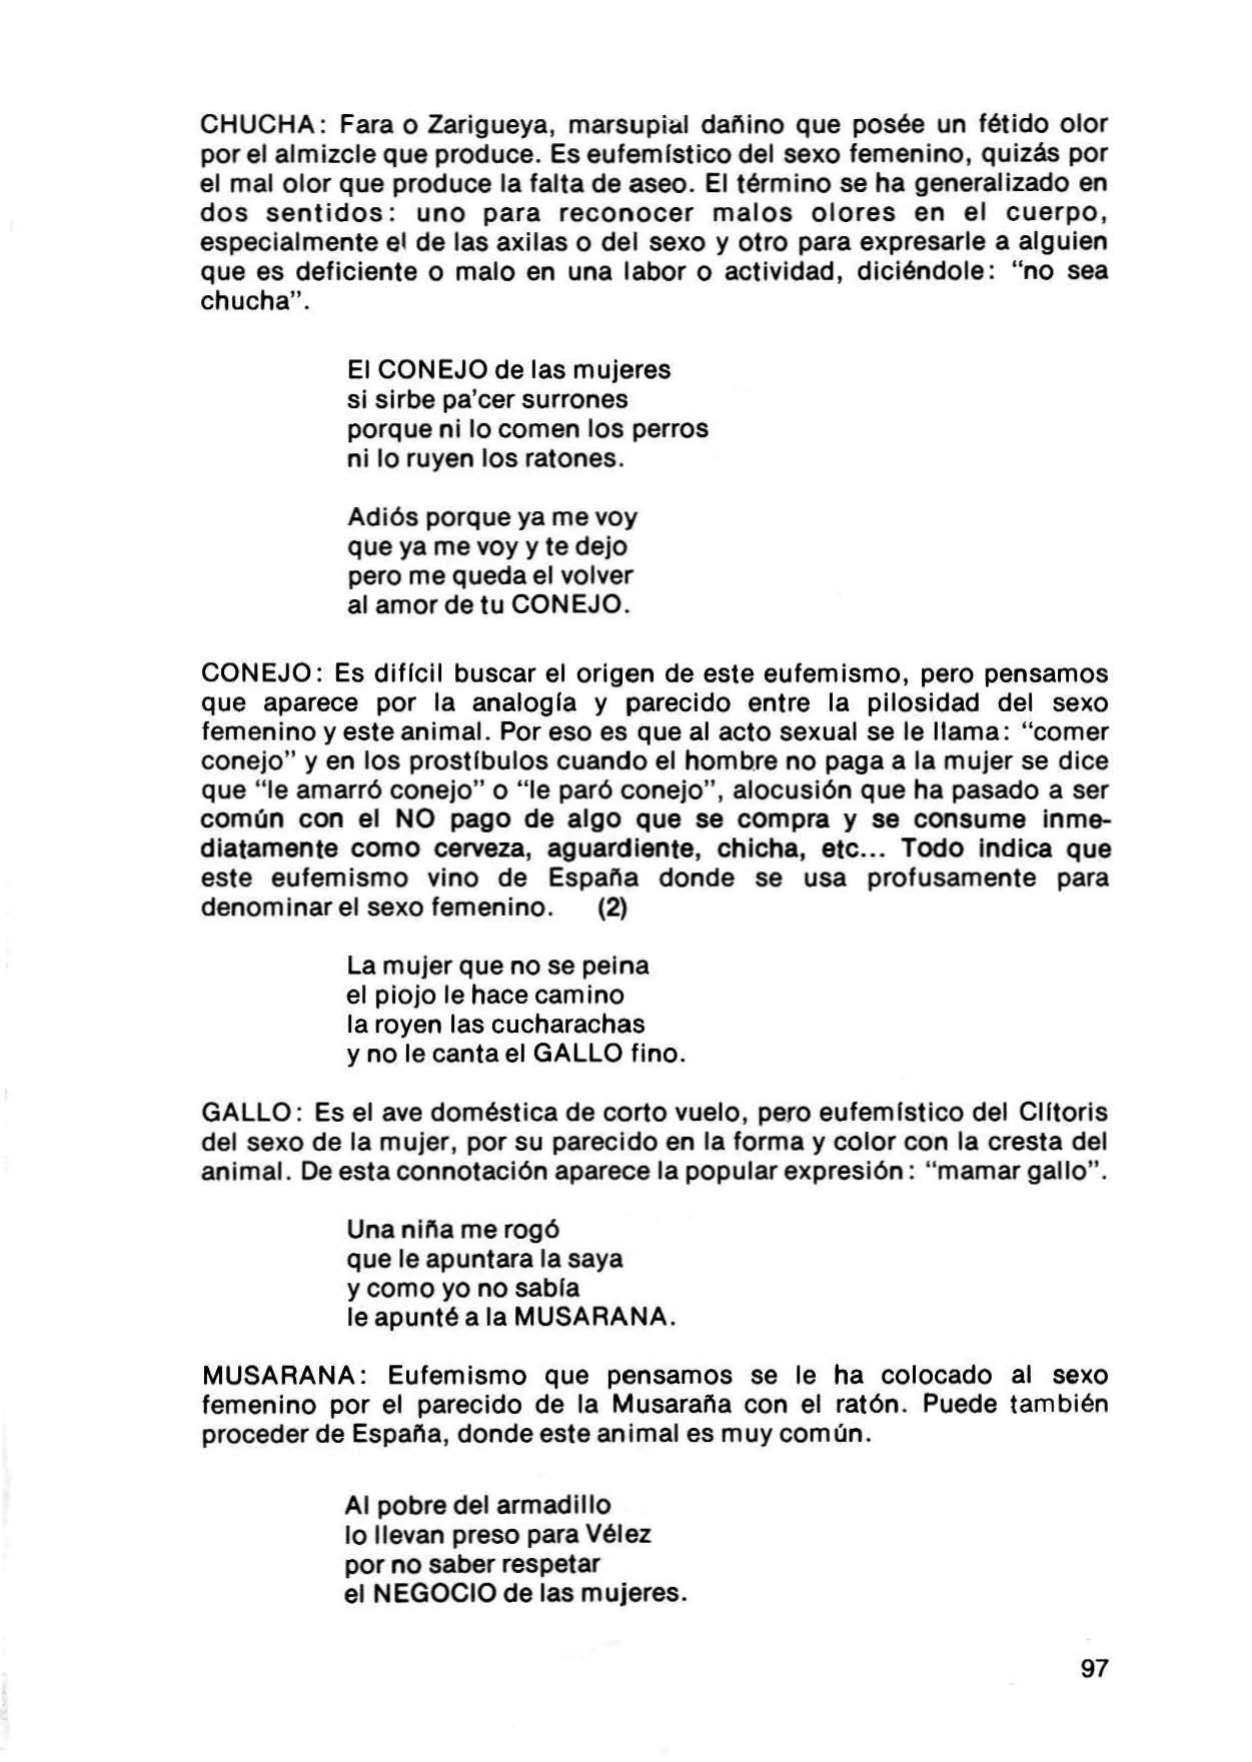 CHUCHA: Fara o Zarigueya, marsupial dañino que posée un fétido olor
por el almizcle que produce. Es eufemístico del sexo femenino, quizás por
el mal olor que produce la falta de aseo. El término se ha generalizado en
dos sentidos: uno para reconocer malos olores en el cuerpo,
especialmente el de las axilas o del sexo y otro para expresarle a alguien
que es deficiente o malo en una labor o actividad, diciéndole: “no sea
chucha”.
El CONEJO de las mujeres
si sirbe pa’cer surrones
porque ni lo comen los perros
ni lo ruyen los ratones.
Adiós porque ya me voy
que ya me voy y te dejo
pero me queda el volver
al amor de tu CONEJO.
CONEJO: Es difícil buscar el origen de este eufemismo, pero pensamos
que aparece por la analogía y parecido entre la pilosidad del sexo
femenino y este animal. Por eso es que al acto sexual se le llama: “comer
conejo” y en los prostíbulos cuando el hombre no paga a la mujer se dice
que “le amarró conejo” o “le paró conejo”, alocusión que ha pasado a ser
común con el NO pago de algo que se compra y se consume inme-
diatamente como cerveza, aguardiente, chicha, etc... Todo indica que
este eufemismo vino de España donde se usa profusamente para
denominar el sexo femenino. (2)
La mujer que no se peina
el piojo le hace camino
la royen las cucharachas
y no le canta el GALLO fino.
GALLO: Es el ave doméstica de corto vuelo, pero eufemístico del Clítoris
del sexo de la mujer, por su parecido en la forma y color con la cresta del
animal. De esta connotación aparece la popular expresión: “mamar gallo”.
Una niña me rogó
que le apuntara la saya
y como yo no sabía
le apunté a la MUSARANA.
MUSARANA: Eufemismo que pensamos se le ha colocado al sexo
femenino por el parecido de la Musaraña con el ratón. Puede también
proceder de España, donde este animal es muy común.
Al pobre del armadillo
lo llevan preso para Vélez
por no saber respetar
el NEGOCIO de las mujeres.
97